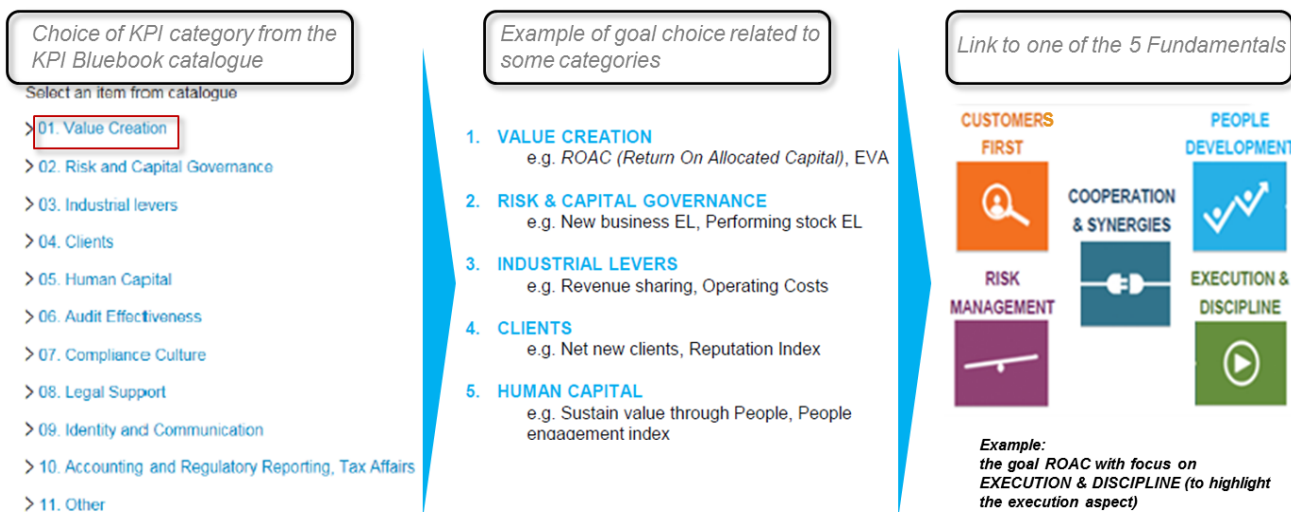 Choice of KPI category from the
KPI Bluebook catalogue
Select an item from catalogue
01. Value Creation
02. Risk and Capital Governance
03. Industrial levers
04. Clients
05. Human Capital
06. Audit Effectiveness
07. Compliance Culture
08. Legal Support
09. Identity and Communication
10. Accounting and Regulatory Reporting, Tax Affairs
11. Other
Example of goal choice related to
some categories
1. VALUE CREATION
e.g. ROAC (Return On Allocated Capital), EVA
2. RISK & CAPITAL GOVERNANCE
e.g. New business EL, Performing stock EL
3. INDUSTRIAL LEVERS
e.g. Revenue sharing, Operating Costs
4. CLIENTS
e.g. Net new clients, Reputation Index
5. HUMAN CAPITAL
e.g. Sustain value through People, People
engagement index
Link to one of the 5 Fundamentals
CUSTOMERS
FIRST
PEOPLE
DEVELOPMENT
COOPERATION
& SYNERGIES
RISK
MANAGEMENT
EXECUTION &
DISCIPLINE
Example:
the goal ROAC with focus on
EXECUTION & DISCIPLINE (to highlight
the execution aspect)